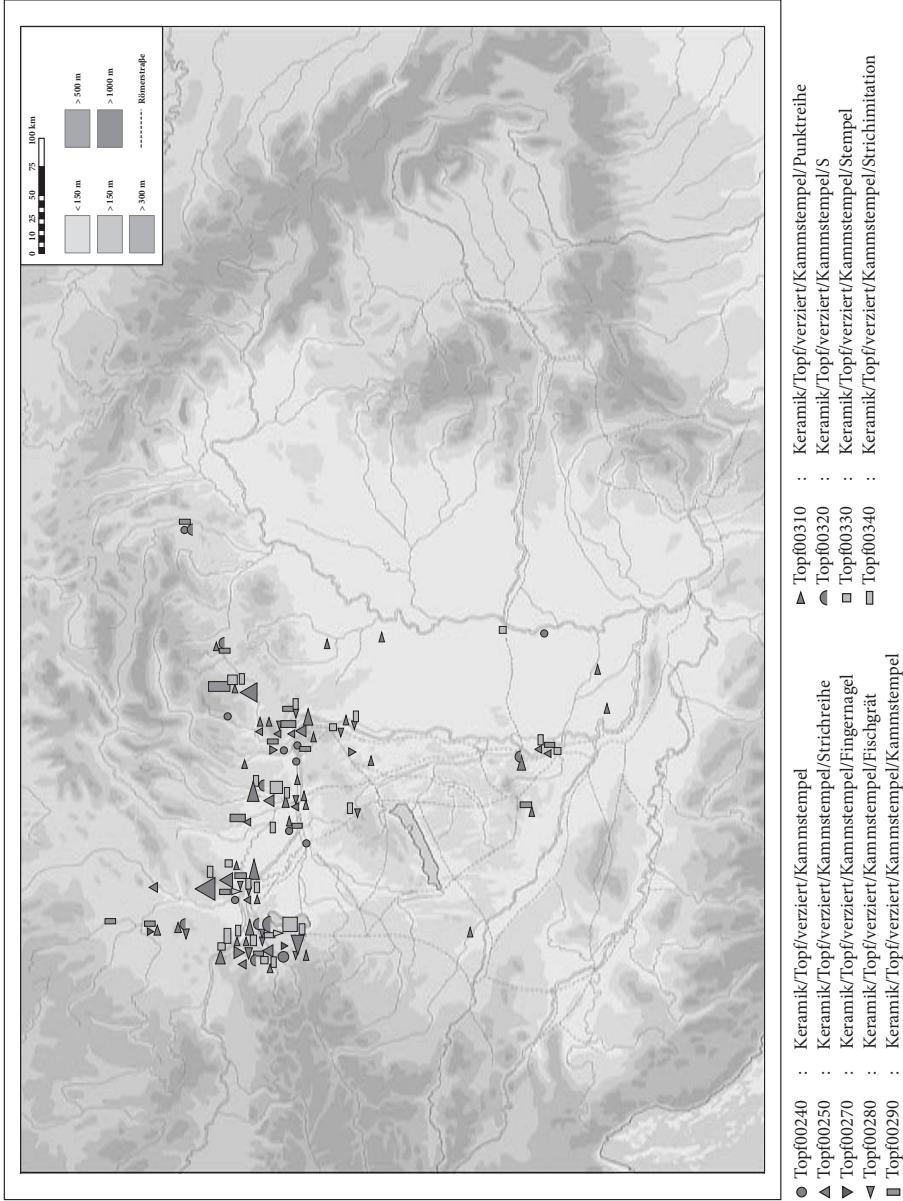 0 10 25 50 75 100 km
< 150 m
> 150 m
> 300 m
> 500 m
> 1000 m
Römerstraße
Topf00240 : Keramik/Topf/verziert/Kammstempel
Topf00250 : Keramik/Topf/verziert/Kammstempel/Strichreihe
Topf00270 : Keramik/Topf/verziert/Kammstempel/Fingernagel
Topf00280 : Keramik/Topf/verziert/Kammstempel/Fischgrät
Topf00290 : Keramik/Topf/verziert/Kammstempel/Kammstempel
Topf00310 : Keramik/Topf/verziert/Kammstempel/Punktreihe
Topf00320 : Keramik/Topf/verziert/Kammstempel/S
Topf00330 : Keramik/Topf/verziert/Kammstempel/Stempel
Topf00340 : Keramik/Topf/verziert/Kammstempel/Strichimitation